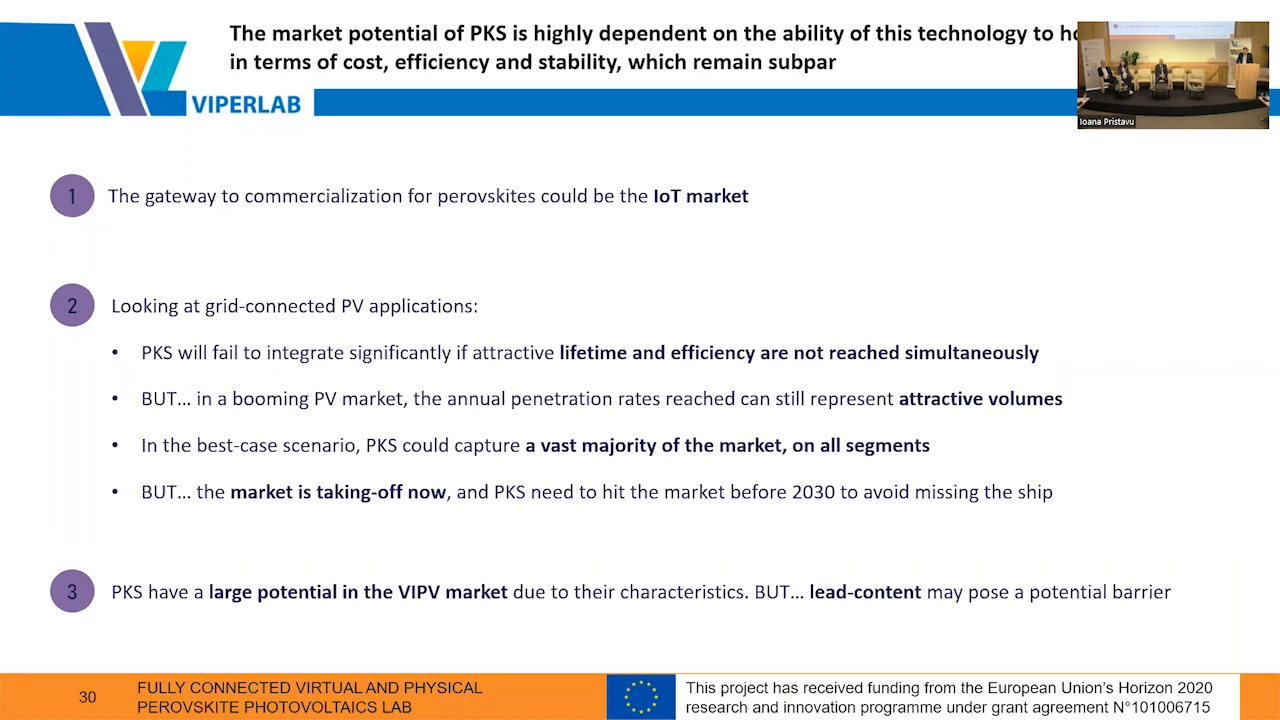 The market potential of PKS is highly dependent on the ability of this technology to
in terms of cost, efficiency and stability, which remain subpar
VIPERLAB
Ioana Pristavu
1 The gateway to commercialization for perovskites could be the IoT market
2 Looking at grid-connected PV applications:
• PKS will fail to integrate significantly if attractive lifetime and efficiency are not reached simultaneously
• BUT... in a booming PV market, the annual penetration rates reached can still represent attractive volumes
• In the best-case scenario, PKS could capture a vast majority of the market, on all segments
• BUT... the market is taking-off now, and PKS need to hit the market before 2030 to avoid missing the ship
3 PKS have a large potential in the VIPV market due to their characteristics. BUT... lead-content may pose a potential barrier
30
FULLY CONNECTED VIRTUAL AND PHYSICAL
PEROVSKITE PHOTOVOLTAICS LAB
This project has received funding from the European Union's Horizon 2020
research and innovation programme under grant agreement N°101006715